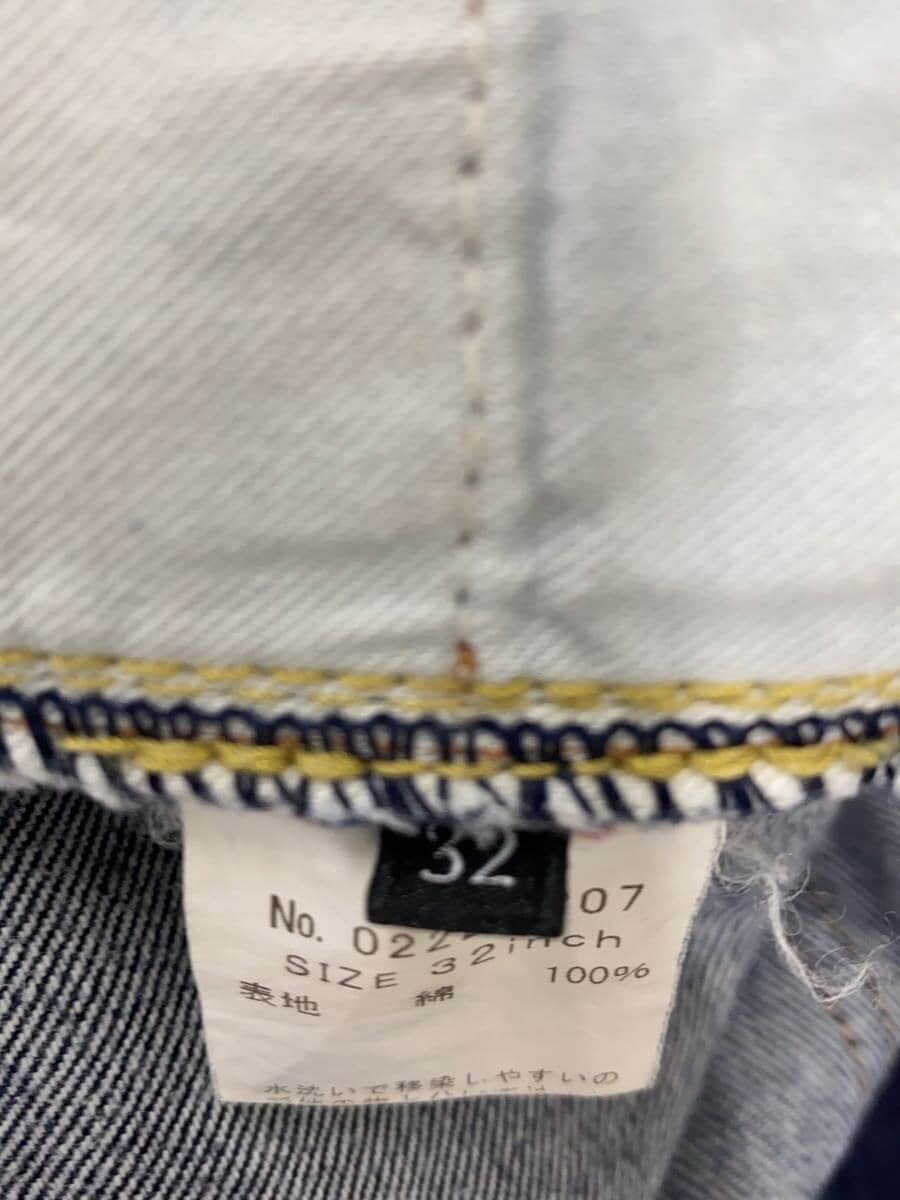 32
No. 022 07
SIZE 32inch
表地 綿 100%
水洗いで移染しやすいの